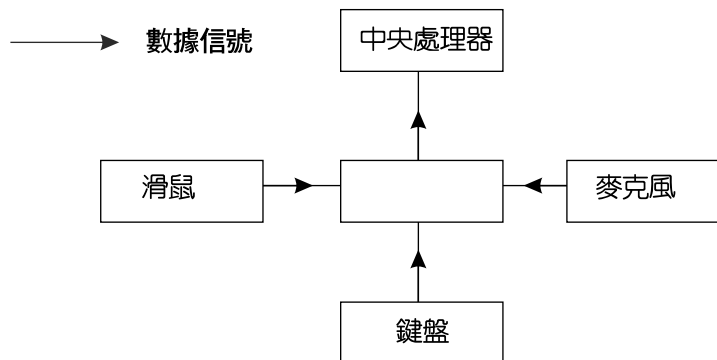 數據信號
中央處理器
滑鼠
麥克風
鍵盤